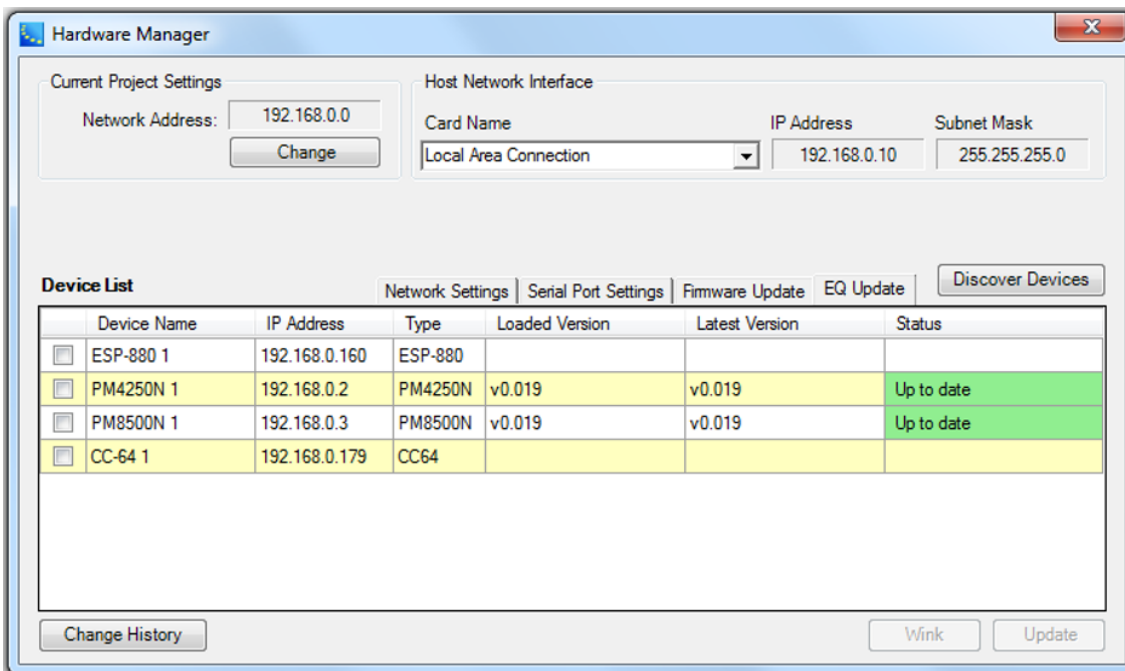 Hardware Manager
Current Project Settings
Network Address: 192.168.0.0
Change
Host Network Interface
Card Name IP Address Subnet Mask
Local Area Connection 192.168.0.10 255.255.255.0
Device List Network Settings Serial Port Settings Firmware Update EQ Update Discover Devices
Device Name IP Address Type Loaded Version Latest Version Status
ESP-880 1 192.168.0.160 ESP-880
PM4250N 1 192.168.0.2 PM4250N v0.019 v0.019 Up to date
PM8500N 1 192.168.0.3 PM8500N v0.019 v0.019 Up to date
CC-64 1 192.168.0.179 CC64
Change History Wink Update